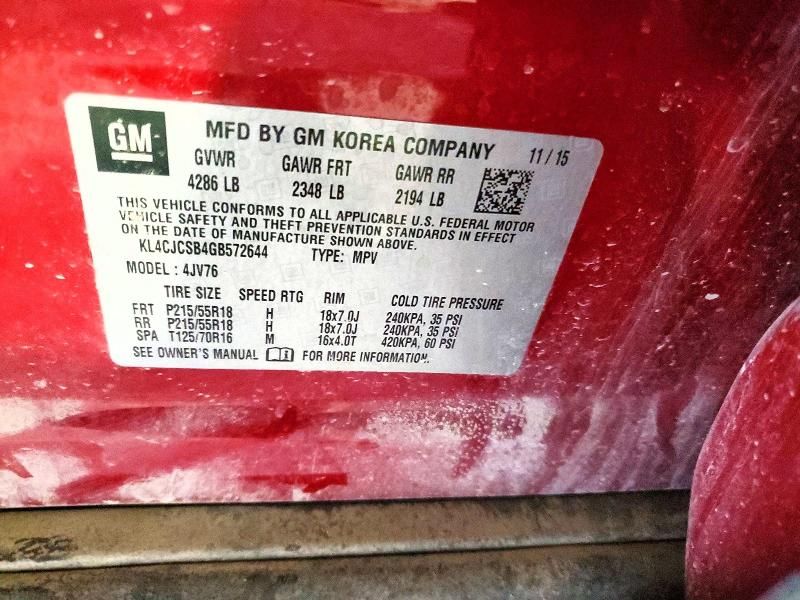 GM MFD BY GM KOREA COMPANY 11 / 15
GVWR GAWR FRT GAWR RR
4286 LB 2348 LB 2194 LB
THIS VEHICLE CONFORMS TO ALL APPLICABLE U.S. FEDERAL MOTOR
VEHICLE SAFETY AND THEFT PREVENTION STANDARDS IN EFFECT
ON THE DATE OF MANUFACTURE SHOWN ABOVE.
KL4CJCSB4GB572644 TYPE: MPV
MODEL : 4JV76
TIRE SIZE SPEED RTG RIM COLD TIRE PRESSURE
FRT P215/55R18 H 18x7.0J 240KPA, 35 PSI
RR P215/55R18 H 18x7.0J 240KPA, 35 PSI
SPA T125/70R16 M 16x4.0T 420KPA, 60 PSI
SEE OWNER'S MANUAL FOR MORE INFORMATION.